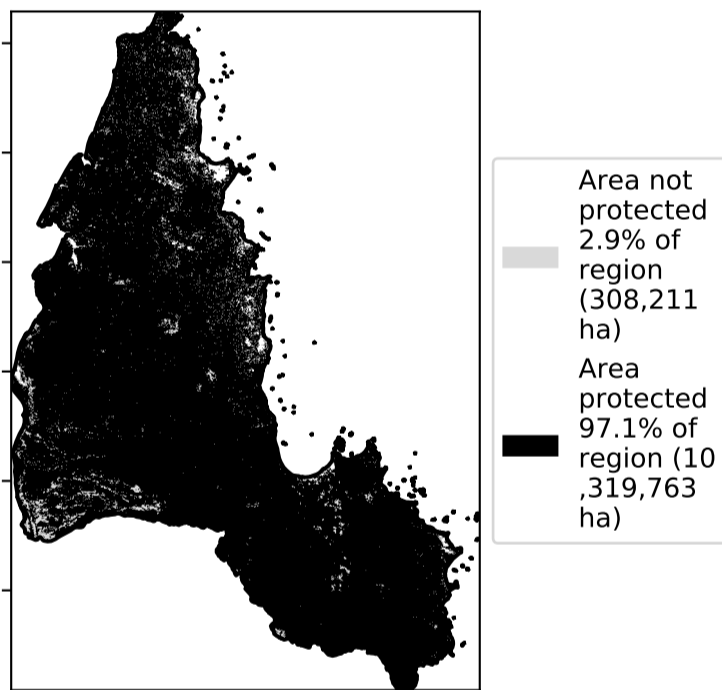 Area not
protected
2.9% of
region
(308,211
ha)
Area
protected
97.1% of
region (10
,319,763
ha)